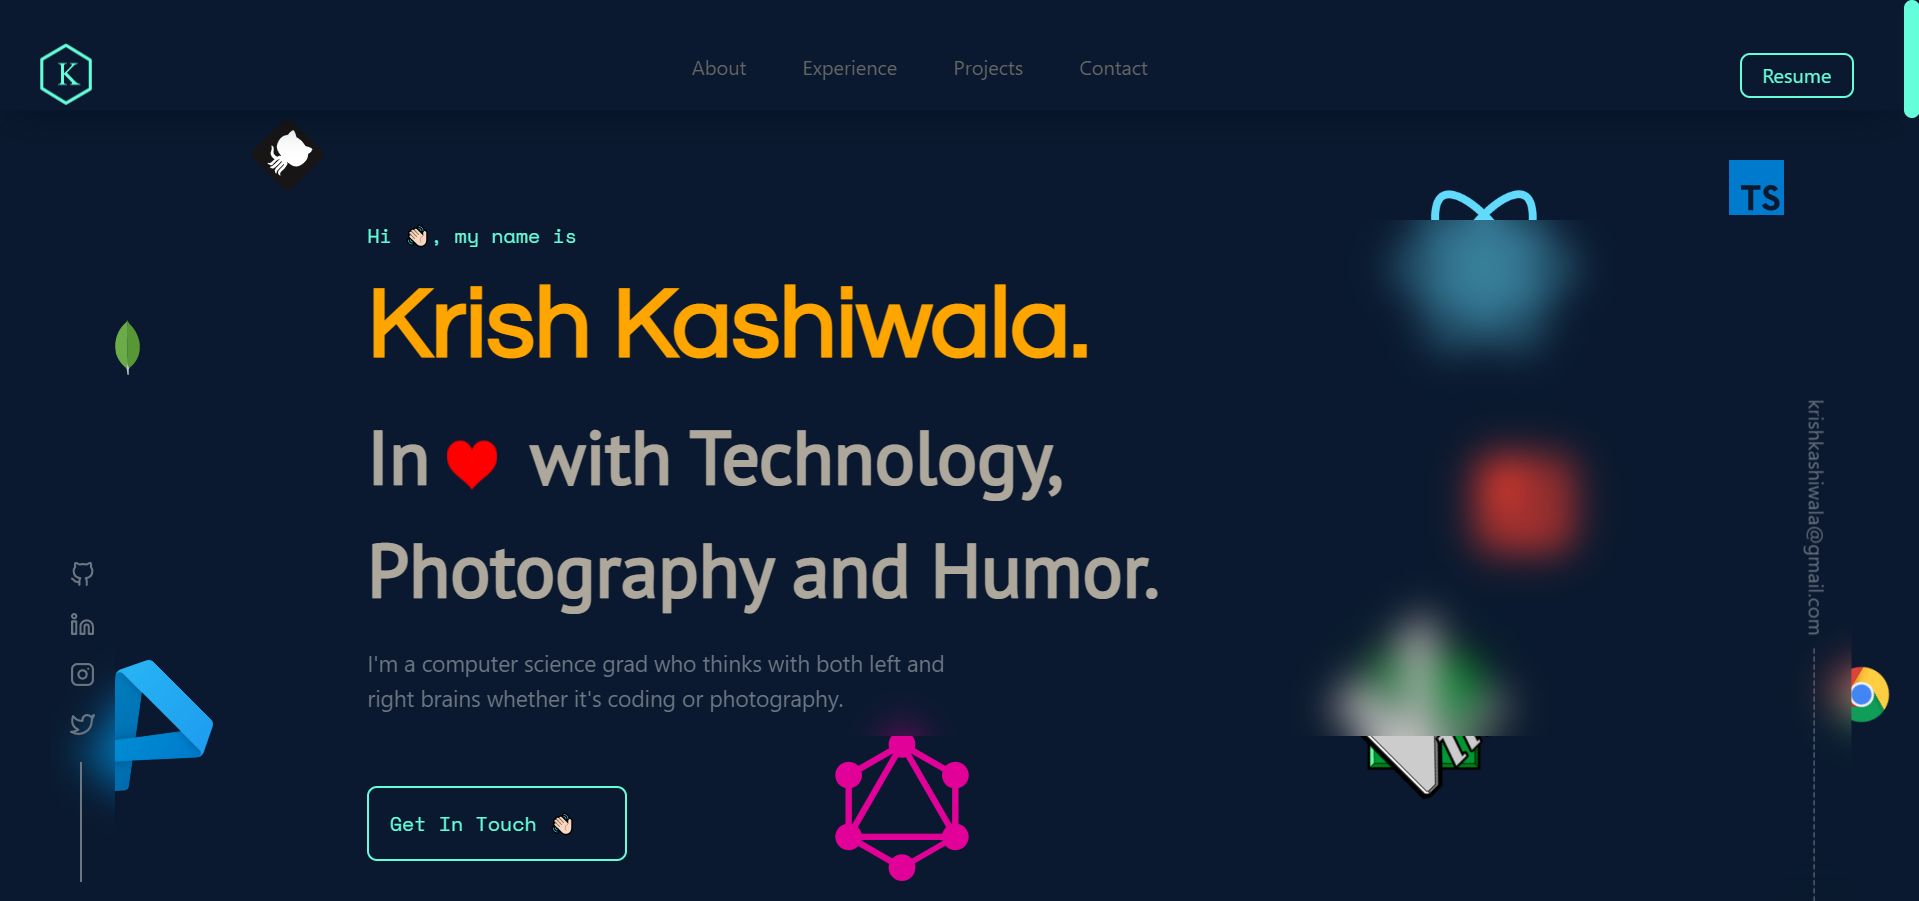 K
About Experience Projects Contact
Resume
TS
Hi 👋🏻, my name is
Krish Kashiwala.
In ❤ with Technology,
Photography and Humor.
I'm a computer science grad who thinks with both left and
right brains whether it's coding or photography.
Get In Touch 👋🏻
krishkashiwala@gmail.com